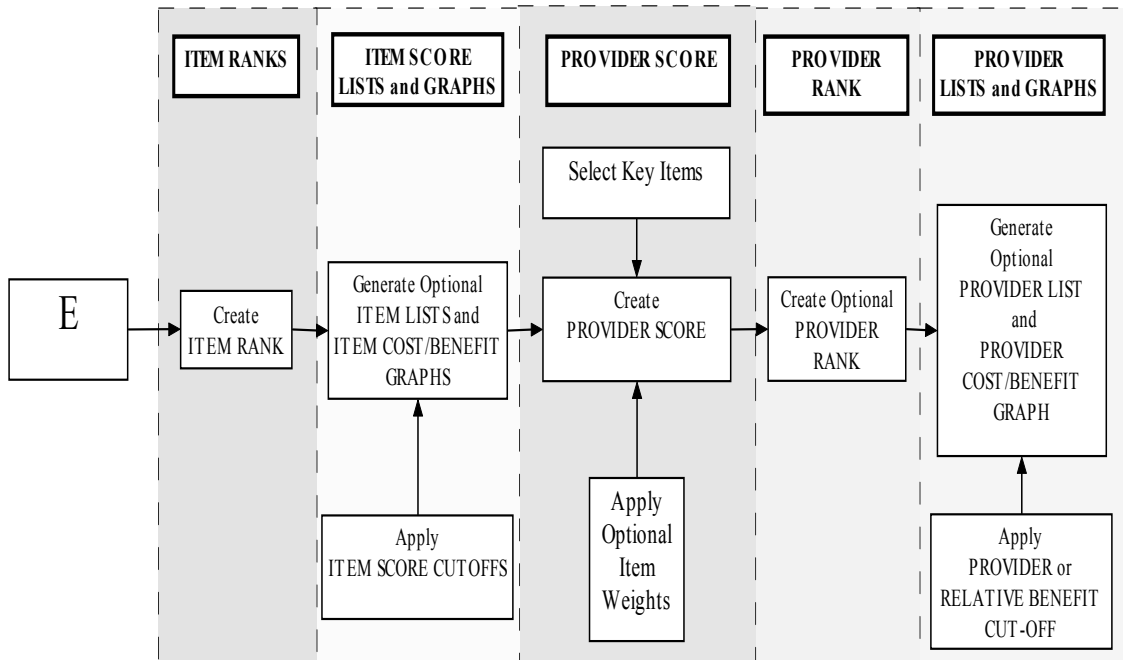 ITEM RANKS
ITEM SCORE
LISTS and GRAPHS
PROVIDER SCORE
PROVIDER
RANK
PROVIDER
LISTS and GRAPHS
Select Key Items
E
Create
ITEM RANK
Generate Optional
ITEM LISTS and
ITEM COST/BENEFIT
GRAPHS
Create
PROVIDER SCORE
Create Optional
PROVIDER
RANK
Generate
Optional
PROVIDER LIST
and
PROVIDER
COST/BENEFIT
GRAPH
Apply
ITEM SCORE CUTOFFS
Apply
Optional
Item
Weights
Apply
PROVIDER or
RELATIVE BENEFIT
CUT-OFF